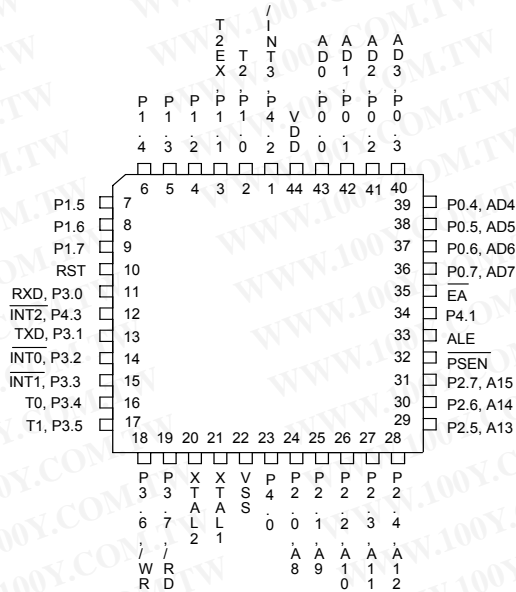 T2EX,P1.1
T2,P1.0
/INT3,P4.2
AD0,P0.0
AD1,P0.1
AD2,P0.2
AD3,P0.3
P1.4
P1.3
P1.2
VDD
6 5 4 3 2 1 44 43 42 41 40
P1.5 7
P1.6 8
P1.7 9
RST 10
RXD, P3.0 11
INT2, P4.3 12
TXD, P3.1 13
INT0, P3.2 14
INT1, P3.3 15
T0, P3.4 16
T1, P3.5 17
39 P0.4, AD4
38 P0.5, AD5
37 P0.6, AD6
36 P0.7, AD7
35 EA
34 P4.1
33 ALE
32 PSEN
31 P2.7, A15
30 P2.6, A14
29 P2.5, A13
18 19 20 21 22 23 24 25 26 27 28
P3.6,/WR
P3.7,/RD
XTAL2
XTAL1
VSS
P4.0
P2.0,A8
P2.1,A9
P2.2,A10
P2.3,A11
P2.4,A12
WWW.100Y.COM.TW